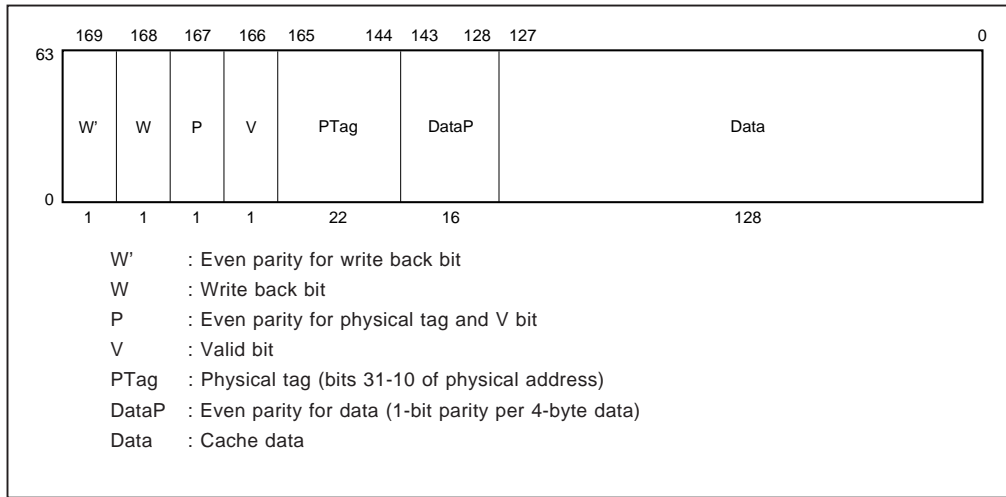 169 168 167 166 165 144 143 128 127 0
63
W' W P V PTag DataP Data
0
1 1 1 1 22 16 128
W' : Even parity for write back bit
W : Write back bit
P : Even parity for physical tag and V bit
V : Valid bit
PTag : Physical tag (bits 31-10 of physical address)
DataP : Even parity for data (1-bit parity per 4-byte data)
Data : Cache data